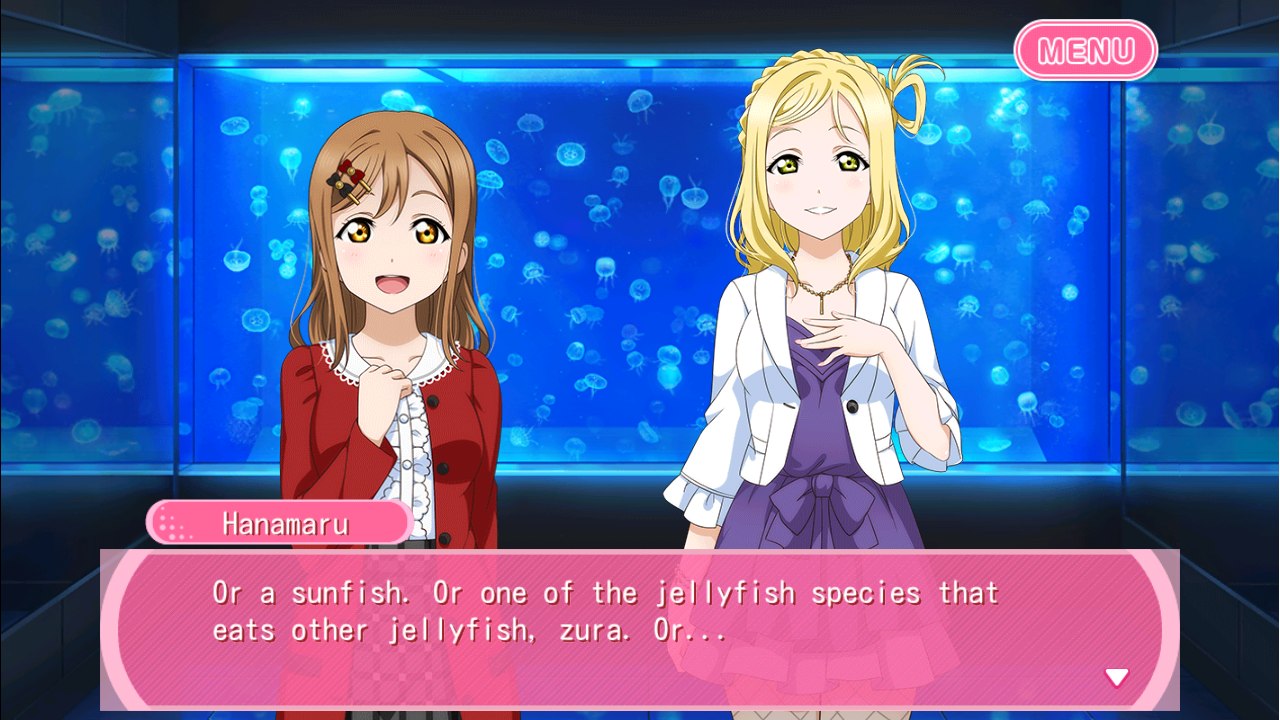 MENU
Hanamaru
Or a sunfish. Or one of the jellyfish species that
eats other jellyfish, zura. Or...